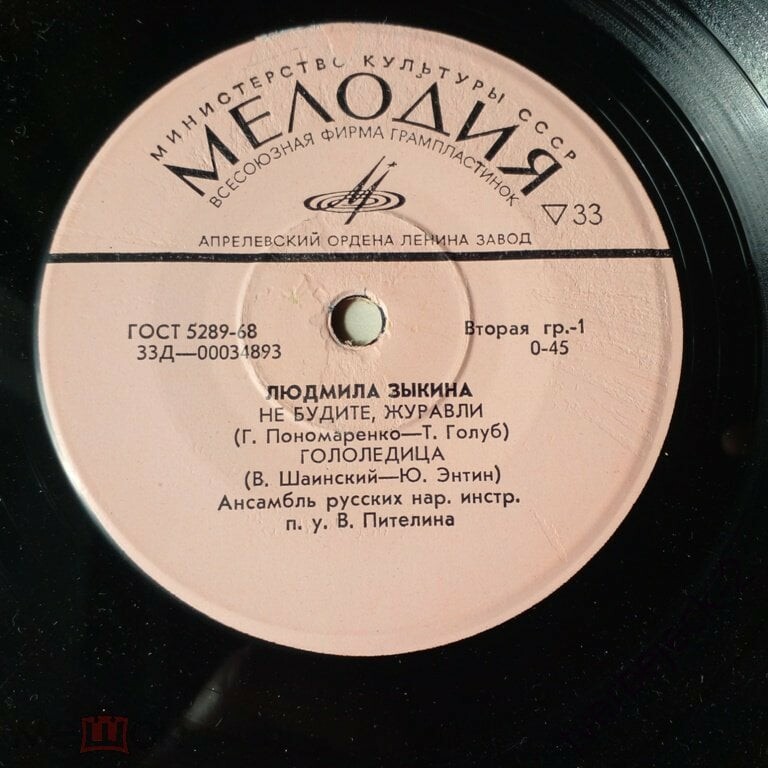 МИНИСТЕРСТВО КУЛЬТУРЫ СССР
МЕЛОДИЯ
ВСЕСОЮЗНАЯ ФИРМА ГРАМПЛАСТИНОК
33
АПРЕЛЕВСКИЙ ОРДЕНА ЛЕНИНА ЗАВОД
ГОСТ 5289-68
33Д—00034893
Вторая гр.-1
0-45
ЛЮДМИЛА ЗЫКИНА
НЕ БУДИТЕ, ЖУРАВЛИ
(Г. Пономаренко—Т. Голуб)
ГОЛОЛЕДИЦА
(В. Шаинский—Ю. Энтин)
Ансамбль русских нар. инстр.
п. у. В. Пителина